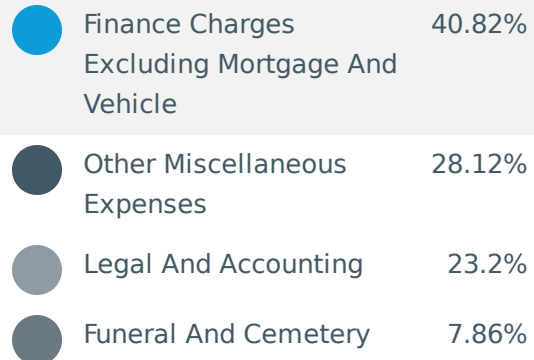 Finance Charges 40.82%
Excluding Mortgage And
Vehicle
Other Miscellaneous 28.12%
Expenses
Legal And Accounting 23.2%
Funeral And Cemetery 7.86%